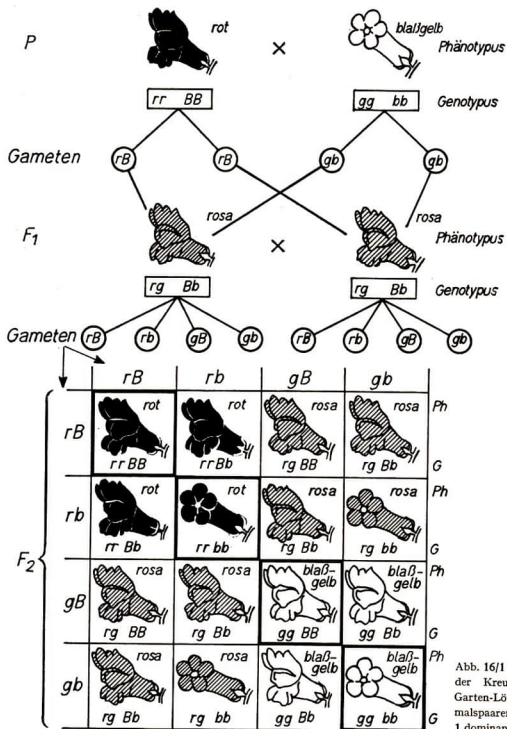 P rot × blaßgelb Phänotypus
rr BB gg bb Genotypus
Gameten rB rB gb gb
rosa rosa
F1 × Phänotypus
rg Bb rg Bb Genotypus
Gameten rB rb gB gb rB rb gB gb
rB rb gB gb
rB rot rot rosa rosa Ph
rr BB rr Bb rg BB rg Bb G
rb rot rot rosa rosa Ph
rr Bb rr bb rg Bb rg bb G
F2
gB rosa rosa blaß- blaß- Ph
gelb gelb
rg BB rg Bb gg BB gg Bb G
gb rosa rosa blaß- blaß- Ph
gelb gelb
rg Bb rg bb gg Bb gg bb G
Abb. 16/1
der Kreu
Garten-Lö
malspaaren
1 dominan